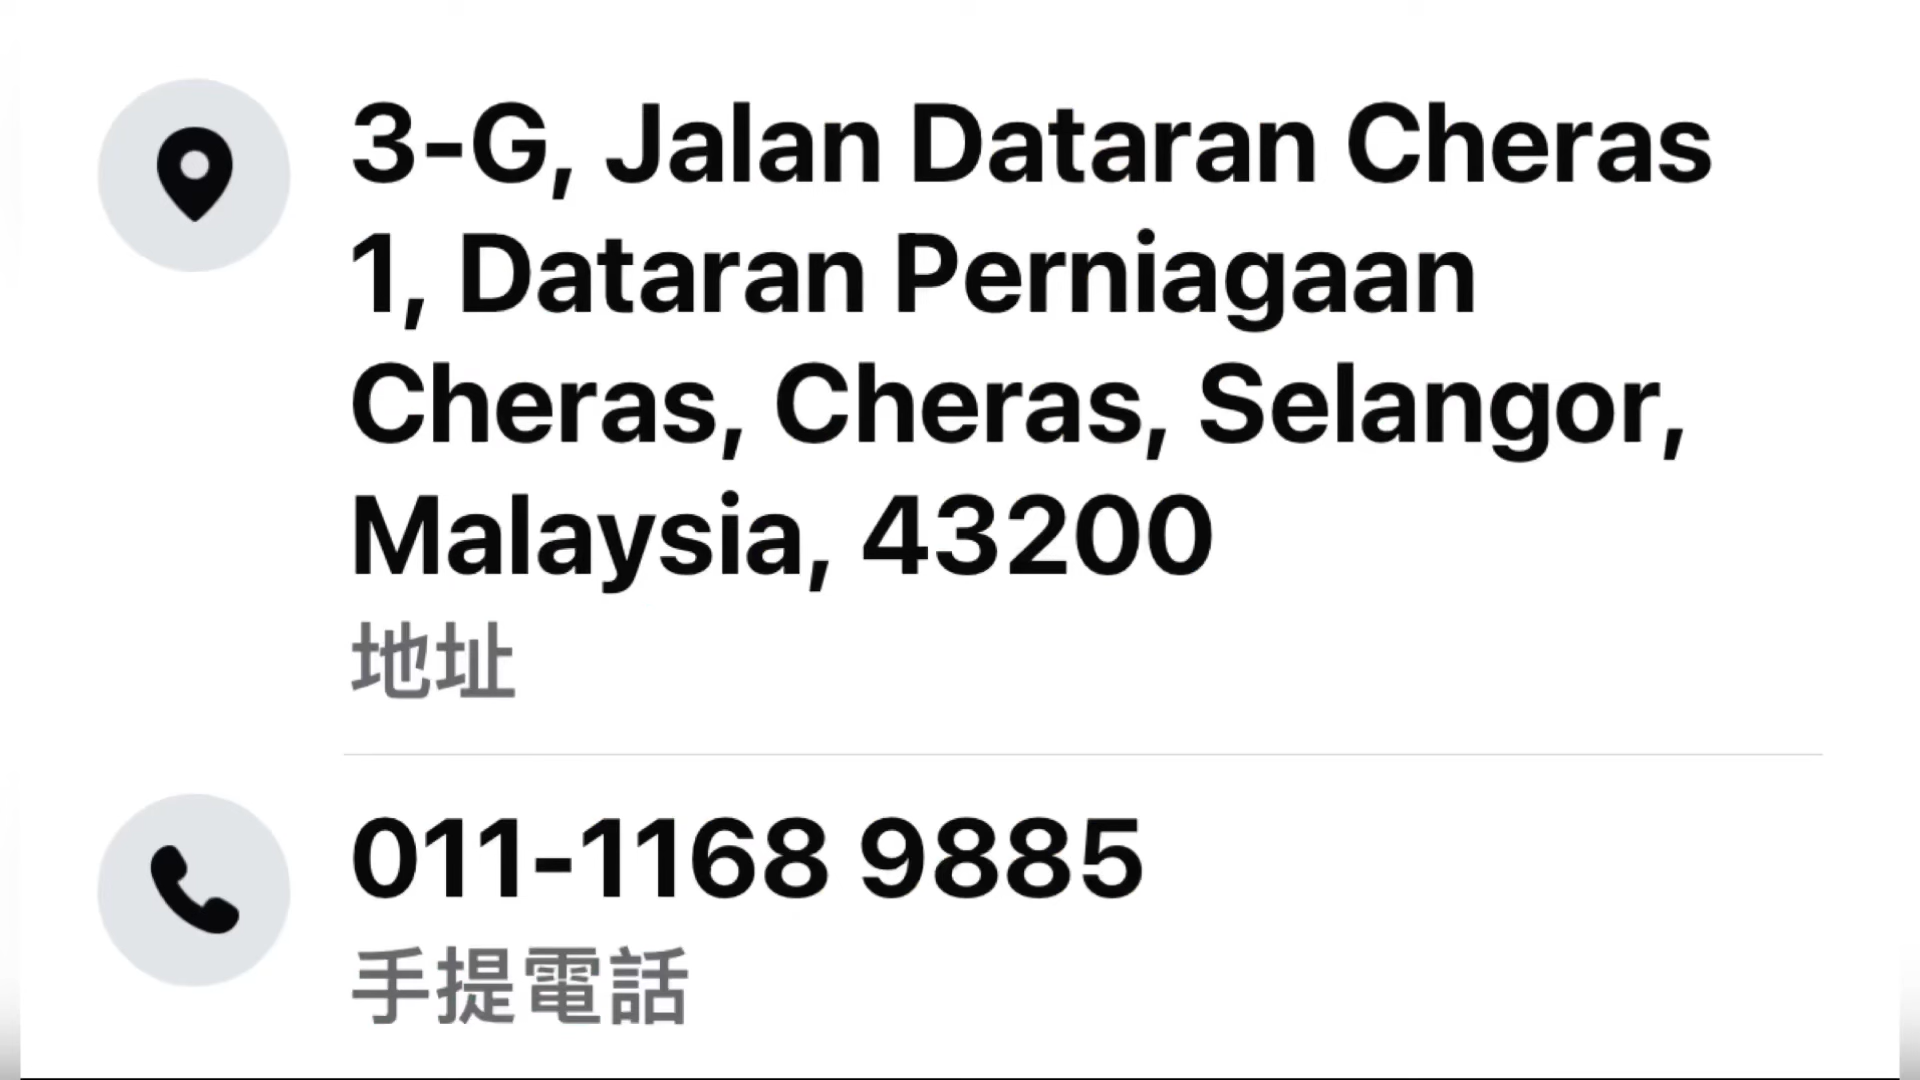 3-G, Jalan Dataran Cheras
1, Dataran Perniagaan
Cheras, Cheras, Selangor,
Malaysia, 43200
地址
011-1168 9885
手提電話